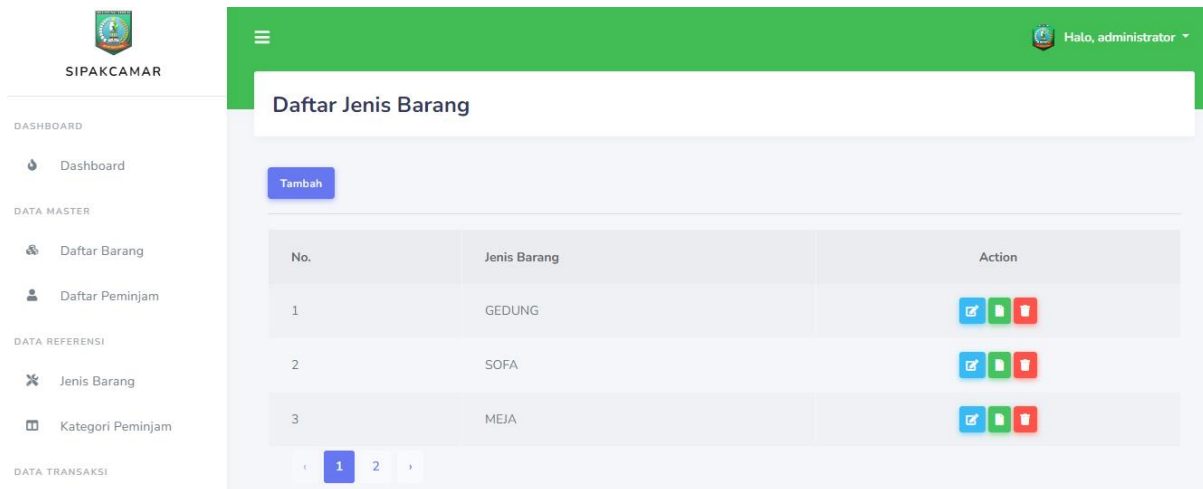 SIPAKCAMAR
DASHBOARD
Dashboard
DATA MASTER
Daftar Barang
Daftar Peminjam
DATA REFERENSI
Jenis Barang
Kategori Peminjam
DATA TRANSAKSI
Halo, administrator
Daftar Jenis Barang
Tambah
No. Jenis Barang Action
1 GEDUNG
2 SOFA
3 MEJA
‹ 1 2 ›